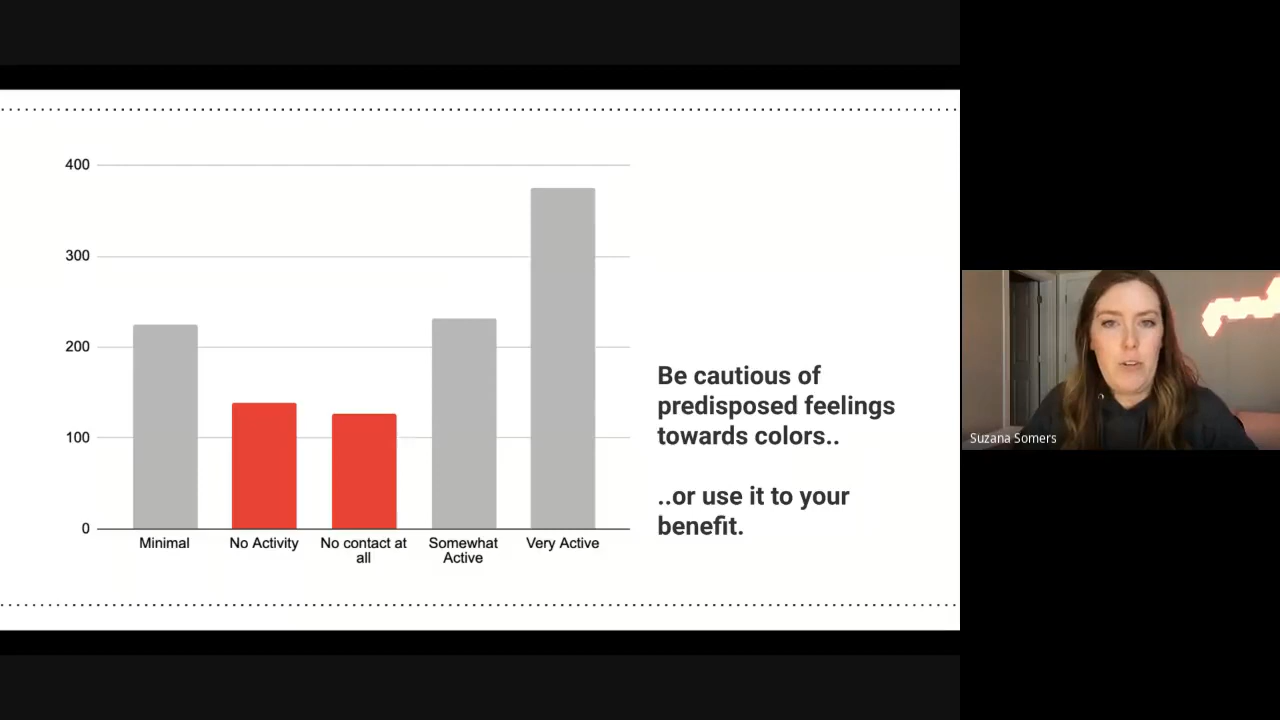 400
300
200
100
0
Minimal
No Activity
No contact at
all
Somewhat
Active
Very Active
Be cautious of
predisposed feelings
towards colors..
..or use it to your
benefit.
Suzana Somers